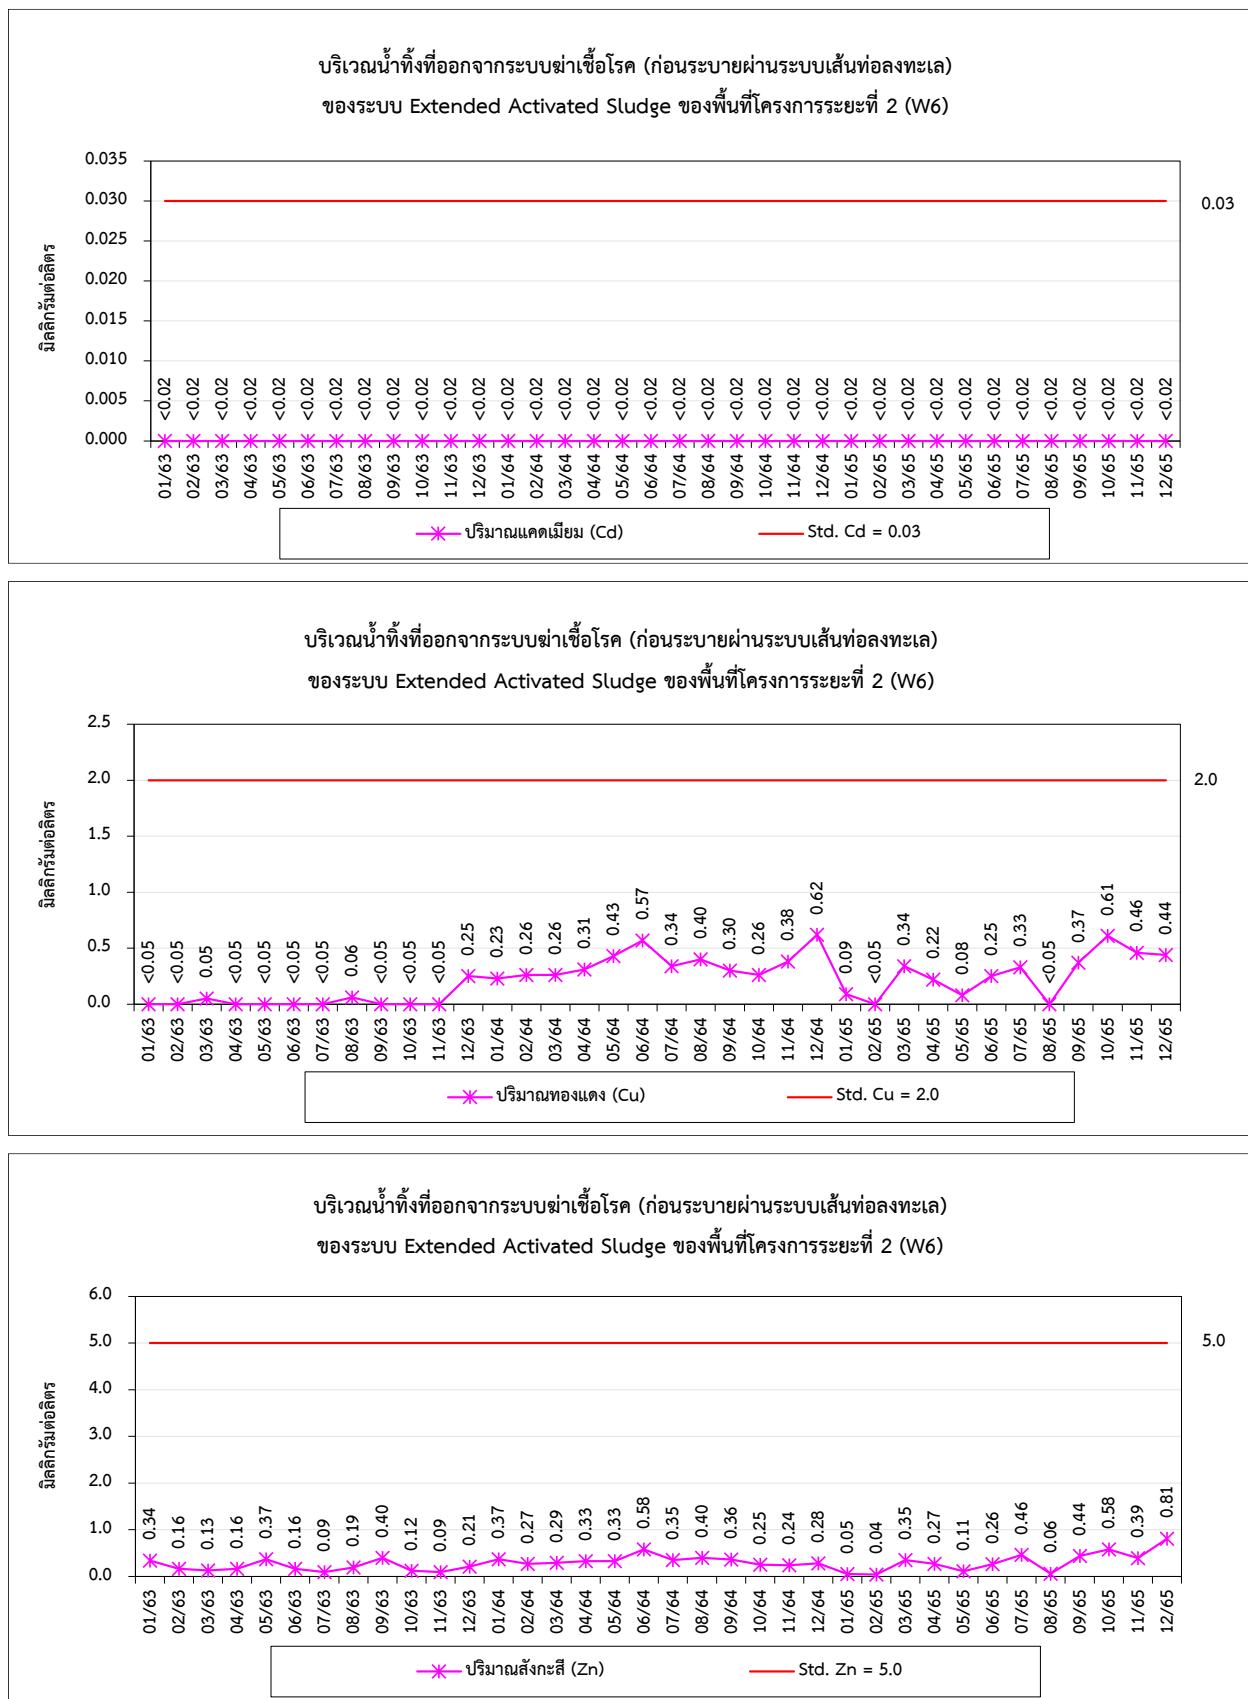 บริเวณน้ำทิ้งที่ออกจากระบบฆ่าเชื้อโรค (ก่อนระบายผ่านระบบเส้นท่อลงทะเล)
ของระบบ Extended Activated Sludge ของพื้นที่โครงการระยะที่ 2 (W6)
มิลลิกรัมต่อลิตร
0.035
0.030
0.025
0.020
0.015
0.010
0.005
0.000
0.03
<0.02 <0.02 <0.02 <0.02 <0.02 <0.02 <0.02 <0.02 <0.02 <0.02 <0.02 <0.02 <0.02 <0.02 <0.02 <0.02 <0.02 <0.02 <0.02 <0.02 <0.02 <0.02 <0.02 <0.02 <0.02 <0.02 <0.02 <0.02 <0.02 <0.02 <0.02 <0.02 <0.02 <0.02 <0.02 <0.02
01/63 02/63 03/63 04/63 05/63 06/63 07/63 08/63 09/63 10/63 11/63 12/63 01/64 02/64 03/64 04/64 05/64 06/64 07/64 08/64 09/64 10/64 11/64 12/64 01/65 02/65 03/65 04/65 05/65 06/65 07/65 08/65 09/65 10/65 11/65 12/65
ปริมาณแคดเมียม (Cd) Std. Cd = 0.03
บริเวณน้ำทิ้งที่ออกจากระบบฆ่าเชื้อโรค (ก่อนระบายผ่านระบบเส้นท่อลงทะเล)
ของระบบ Extended Activated Sludge ของพื้นที่โครงการระยะที่ 2 (W6)
มิลลิกรัมต่อลิตร
2.5
2.0
1.5
1.0
0.5
0.0
2.0
<0.05 <0.05 0.05 <0.05 <0.05 <0.05 <0.05 0.06 <0.05 <0.05 <0.05 0.25 0.23 0.26 0.26 0.31 0.43 0.57 0.34 0.40 0.30 0.26 0.38 0.62 0.09 <0.05 0.34 0.22 0.08 0.25 0.33 <0.05 0.37 0.61 0.46 0.44
01/63 02/63 03/63 04/63 05/63 06/63 07/63 08/63 09/63 10/63 11/63 12/63 01/64 02/64 03/64 04/64 05/64 06/64 07/64 08/64 09/64 10/64 11/64 12/64 01/65 02/65 03/65 04/65 05/65 06/65 07/65 08/65 09/65 10/65 11/65 12/65
ปริมาณทองแดง (Cu) Std. Cu = 2.0
บริเวณน้ำทิ้งที่ออกจากระบบฆ่าเชื้อโรค (ก่อนระบายผ่านระบบเส้นท่อลงทะเล)
ของระบบ Extended Activated Sludge ของพื้นที่โครงการระยะที่ 2 (W6)
มิลลิกรัมต่อลิตร
6.0
5.0
4.0
3.0
2.0
1.0
0.0
5.0
0.34 0.16 0.13 0.16 0.37 0.16 0.09 0.19 0.40 0.12 0.09 0.21 0.37 0.27 0.29 0.33 0.33 0.58 0.35 0.40 0.36 0.25 0.24 0.28 0.05 0.04 0.35 0.27 0.11 0.26 0.46 0.06 0.44 0.58 0.39 0.81
01/63 02/63 03/63 04/63 05/63 06/63 07/63 08/63 09/63 10/63 11/63 12/63 01/64 02/64 03/64 04/64 05/64 06/64 07/64 08/64 09/64 10/64 11/64 12/64 01/65 02/65 03/65 04/65 05/65 06/65 07/65 08/65 09/65 10/65 11/65 12/65
ปริมาณสังกะสี (Zn) Std. Zn = 5.0